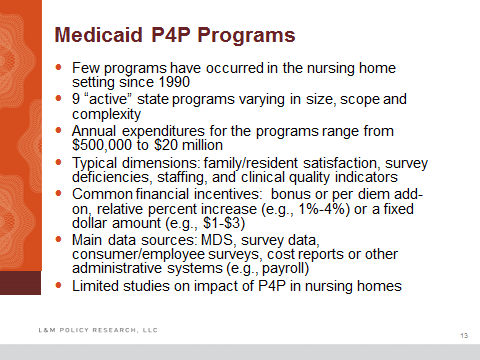 Medicaid P4P Programs
• Few programs have occurred in the nursing home
setting since 1990
• 9 “active” state programs varying in size, scope and
complexity
• Annual expenditures for the programs range from
$500,000 to $20 million
• Typical dimensions: family/resident satisfaction, survey
deficiencies, staffing, and clinical quality indicators
• Common financial incentives: bonus or per diem add-
on, relative percent increase (e.g., 1%-4%) or a fixed
dollar amount (e.g., $1-$3)
• Main data sources: MDS, survey data,
consumer/employee surveys, cost reports or other
administrative systems (e.g., payroll)
• Limited studies on impact of P4P in nursing homes
L&M POLICY RESEARCH, LLC
13